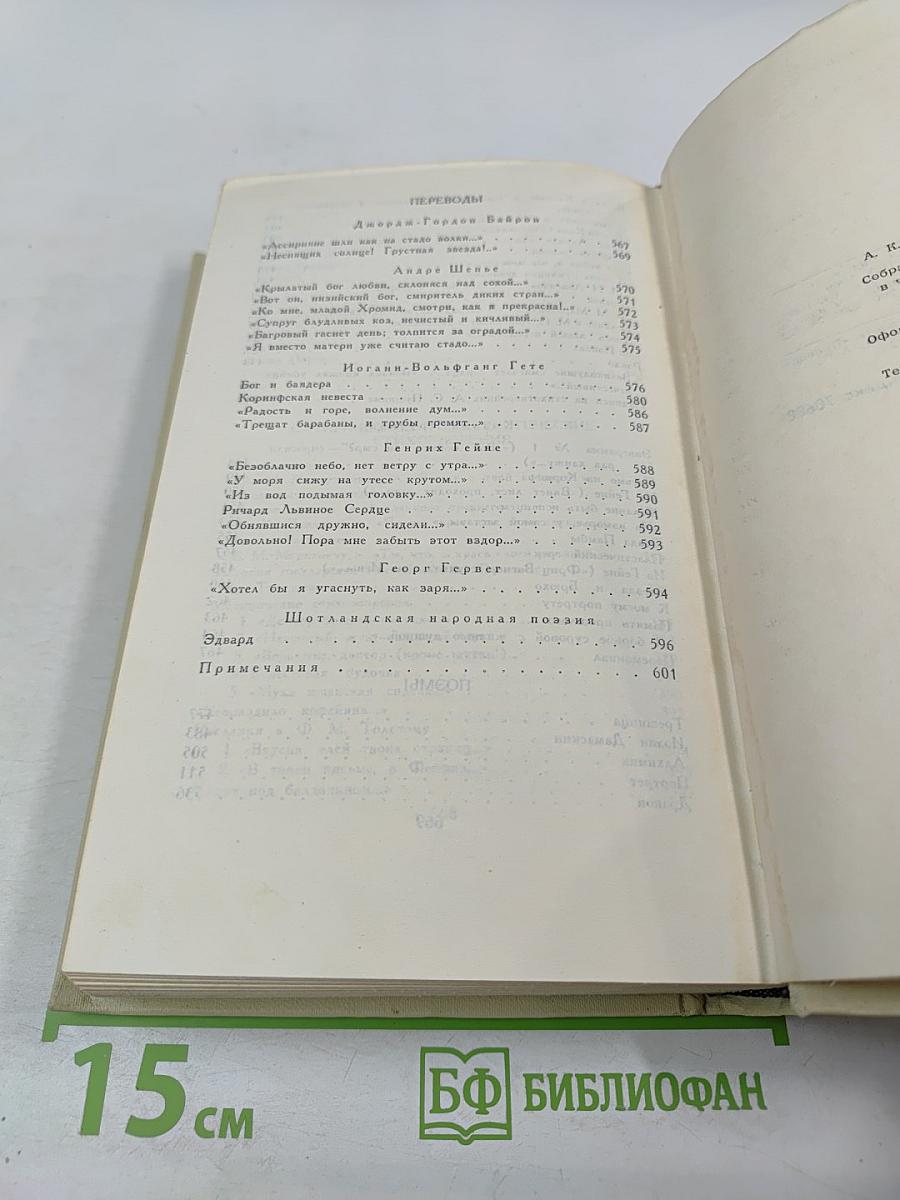 ПЕРЕВОДЫ
Джордж-Гордон Байрон
«Ассирияне шли как на стадо волки...» . . . . . . . . 567
«Неспящих солнце! Грустная звезда!..» . . . . . . . . 569
Андре Шенье
«Крылатый бог любви, склоняся над сохой...» . . . . . . 570
«Вот он, низийский бог, смиритель диких стран...» . . . . 571
«Ко мне, младой Хромид, смотри, как я прекрасна!..» . . . 572
«Супруг блудливых коз, нечистый и кичливый...» . . . . . 573
«Багровый гаснет день; толпится за оградой...» . . . . . . 574
«Я вместо матери уже считаю стадо...» . . . . . . . . 575
Иоганн-Вольфганг Гете
Бог и баядера . . . . . . . . . . . . . . . . 576
Коринфская невеста . . . . . . . . . . . . . . 580
«Радость и горе, волнение дум...» . . . . . . . . . 586
«Трещат барабаны, и трубы гремят...» . . . . . . . . 587
Генрих Гейне
«Безоблачно небо, нет ветру с утра...» . . . . . . . . 588
«У моря сижу на утесе крутом...» . . . . . . . . . 589
«Из вод подымая головку...» . . . . . . . . . . . 590
Ричард Львиное Сердце . . . . . . . . . . . . . 591
«Обнявшися дружно, сидели...» . . . . . . . . . . 592
«Довольно! Пора мне забыть этот вздор...» . . . . . . 593
Георг Гервег
«Хотел бы я угаснуть, как заря...» . . . . . . . . . 594
Шотландская народная поэзия
Эдвард . . . . . . . . . . . . . . . . . . 596
Примечания . . . . . . . . . . . . . . . . 601
А. К.
Собра
в ч
Офо
Те
15 см
БФ БИБЛИОФАН